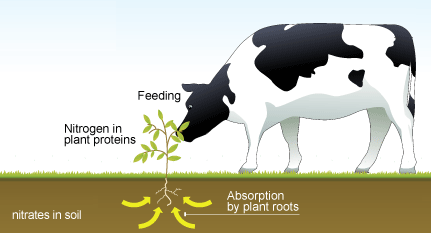 Feeding
Nitrogen in
plant proteins
Absorption
by plant roots
nitrates in soil